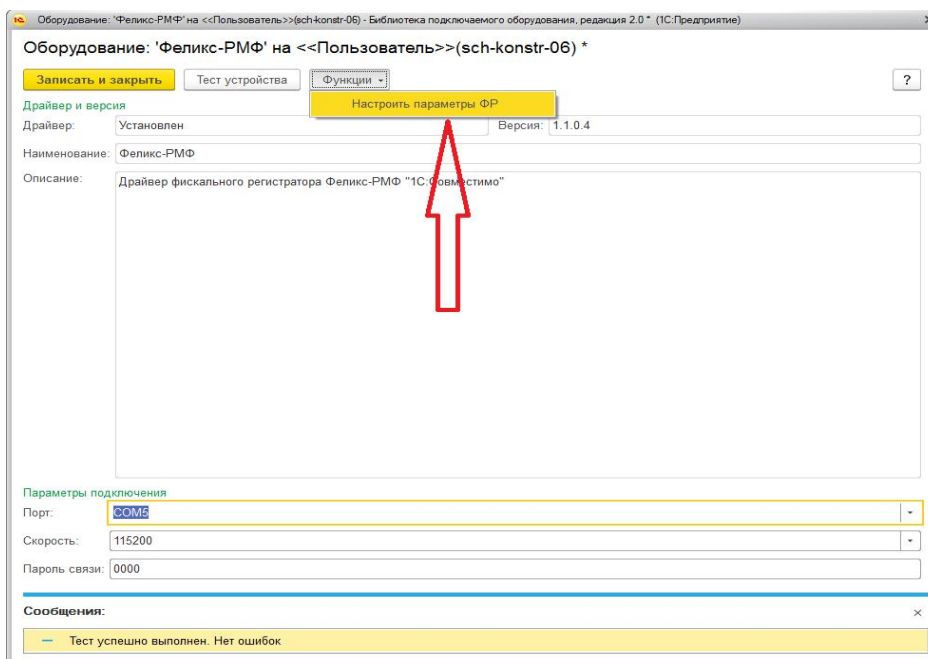 Оборудование: 'Феликс-РМФ' на <<Пользователь>>(sch-konstr-06) - Библиотека подключаемого оборудования, редакция 2.0 * (1С:Предприятие)
Оборудование: 'Феликс-РМФ' на <<Пользователь>>(sch-konstr-06) *
Записать и закрыть Тест устройства Функции ?
Настроить параметры ФР
Драйвер и версия
Драйвер: Установлен Версия: 1.1.0.4
Наименование: Феликс-РМФ
Описание: Драйвер фискального регистратора Феликс-РМФ "1С:Совместимо"
Параметры подключения
Порт: COM5
Скорость: 115200
Пароль связи: 0000
Сообщения:
Тест успешно выполнен. Нет ошибок